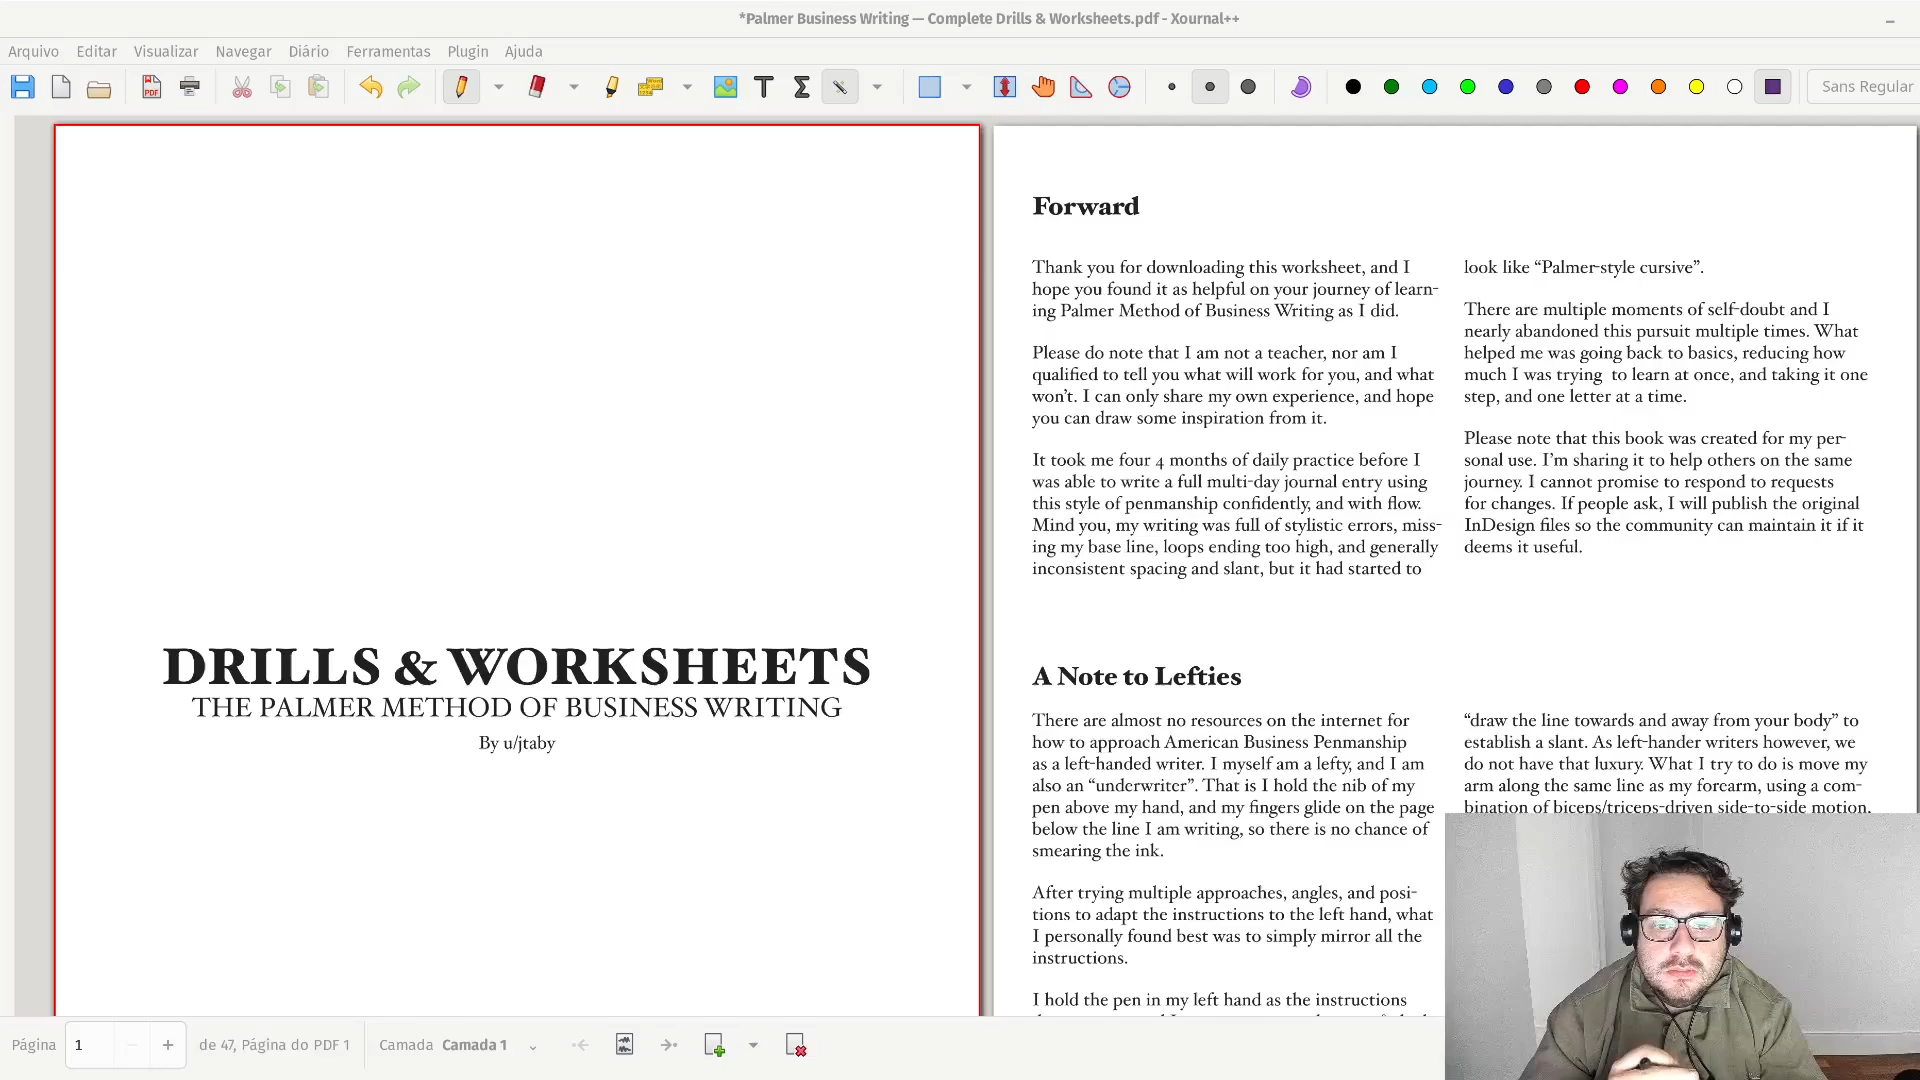 *Palmer Business Writing — Complete Drills & Worksheets.pdf - Xournal++
Arquivo Editar Visualizar Navegar Diário Ferramentas Plugin Ajuda
PDF
T Σ
Sans Regular
DRILLS & WORKSHEETS
THE PALMER METHOD OF BUSINESS WRITING
By u/jtaby
Forward
Thank you for downloading this worksheet, and I
hope you found it as helpful on your journey of learn-
ing Palmer Method of Business Writing as I did.
Please do note that I am not a teacher, nor am I
qualified to tell you what will work for you, and what
won’t. I can only share my own experience, and hope
you can draw some inspiration from it.
It took me four 4 months of daily practice before I
was able to write a full multi-day journal entry using
this style of penmanship confidently, and with flow.
Mind you, my writing was full of stylistic errors, miss-
ing my base line, loops ending too high, and generally
inconsistent spacing and slant, but it had started to
look like “Palmer-style cursive”.
There are multiple moments of self-doubt and I
nearly abandoned this pursuit multiple times. What
helped me was going back to basics, reducing how
much I was trying  to learn at once, and taking it one
step, and one letter at a time.
Please note that this book was created for my per-
sonal use. I’m sharing it to help others on the same
journey. I cannot promise to respond to requests
for changes. If people ask, I will publish the original
InDesign files so the community can maintain it if it
deems it useful.
A Note to Lefties
There are almost no resources on the internet for
how to approach American Business Penmanship
as a left-handed writer. I myself am a lefty, and I am
also an “underwriter”. That is I hold the nib of my
pen above my hand, and my fingers glide on the page
below the line I am writing, so there is no chance of
smearing the ink.
After trying multiple approaches, angles, and posi-
tions to adapt the instructions to the left hand, what
I personally found best was to simply mirror all the
instructions.
I hold the pen in my left hand as the instructions
“draw the line towards and away from your body” to
establish a slant. As left-hander writers however, we
do not have that luxury. What I try to do is move my
arm along the same line as my forearm, using a com-
bination of biceps/triceps-driven side-to-side motion,
Página 1 de 47, Página do PDF 1 Camada Camada 1